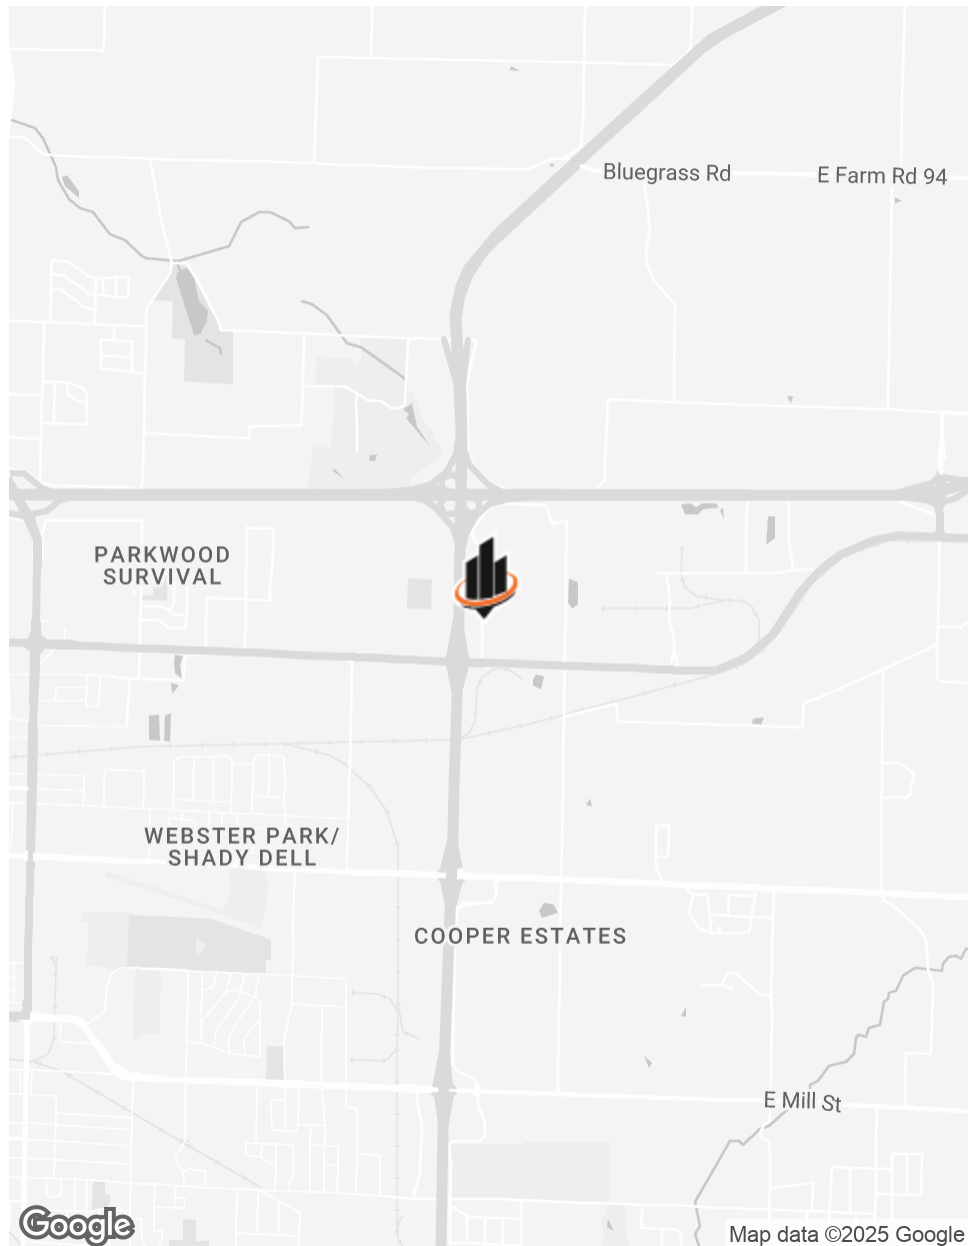 Bluegrass Rd
E Farm Rd 94
PARKWOOD
SURVIVAL
WEBSTER PARK/
SHADY DELL
COOPER ESTATES
E Mill St
Google
Map data ©2025 Google